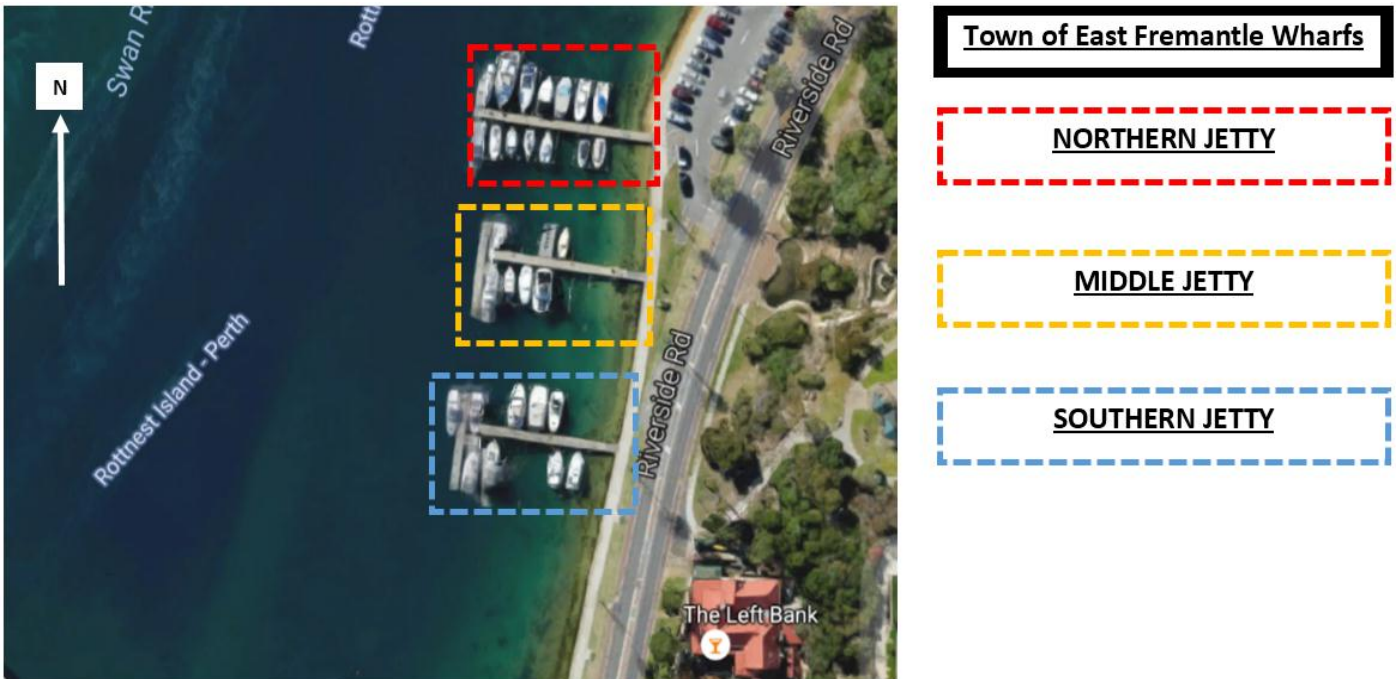 Swan R
Rott
N
Riverside Rd
Rottnest Island - Perth
Riverside Rd
The Left Bank
Town of East Fremantle Wharfs
NORTHERN JETTY
MIDDLE JETTY
SOUTHERN JETTY